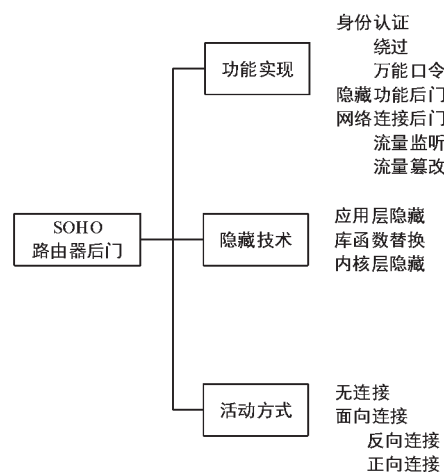 SOHO
路由器后门
功能实现
身份认证
绕过
万能口令
隐藏功能后门
网络连接后门
流量监听
流量篡改
隐藏技术
应用层隐藏
库函数替换
内核层隐藏
活动方式
无连接
面向连接
反向连接
正向连接